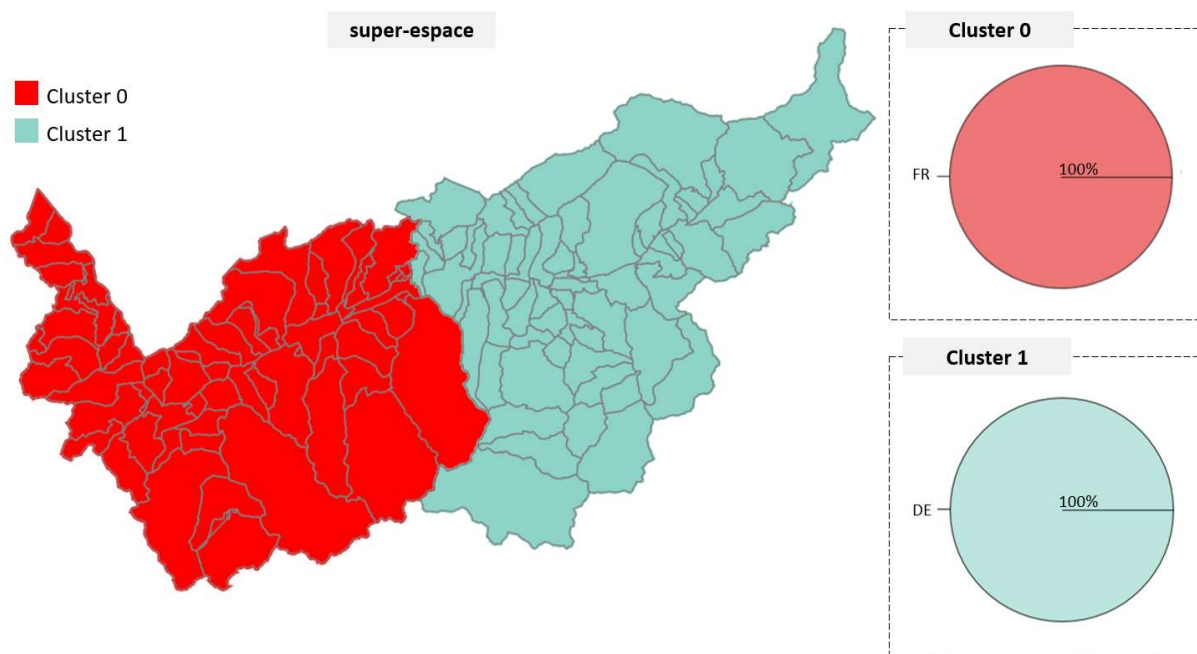 super-espace
Cluster 0
Cluster 1
Cluster 0
FR
100%
Cluster 1
DE
100%